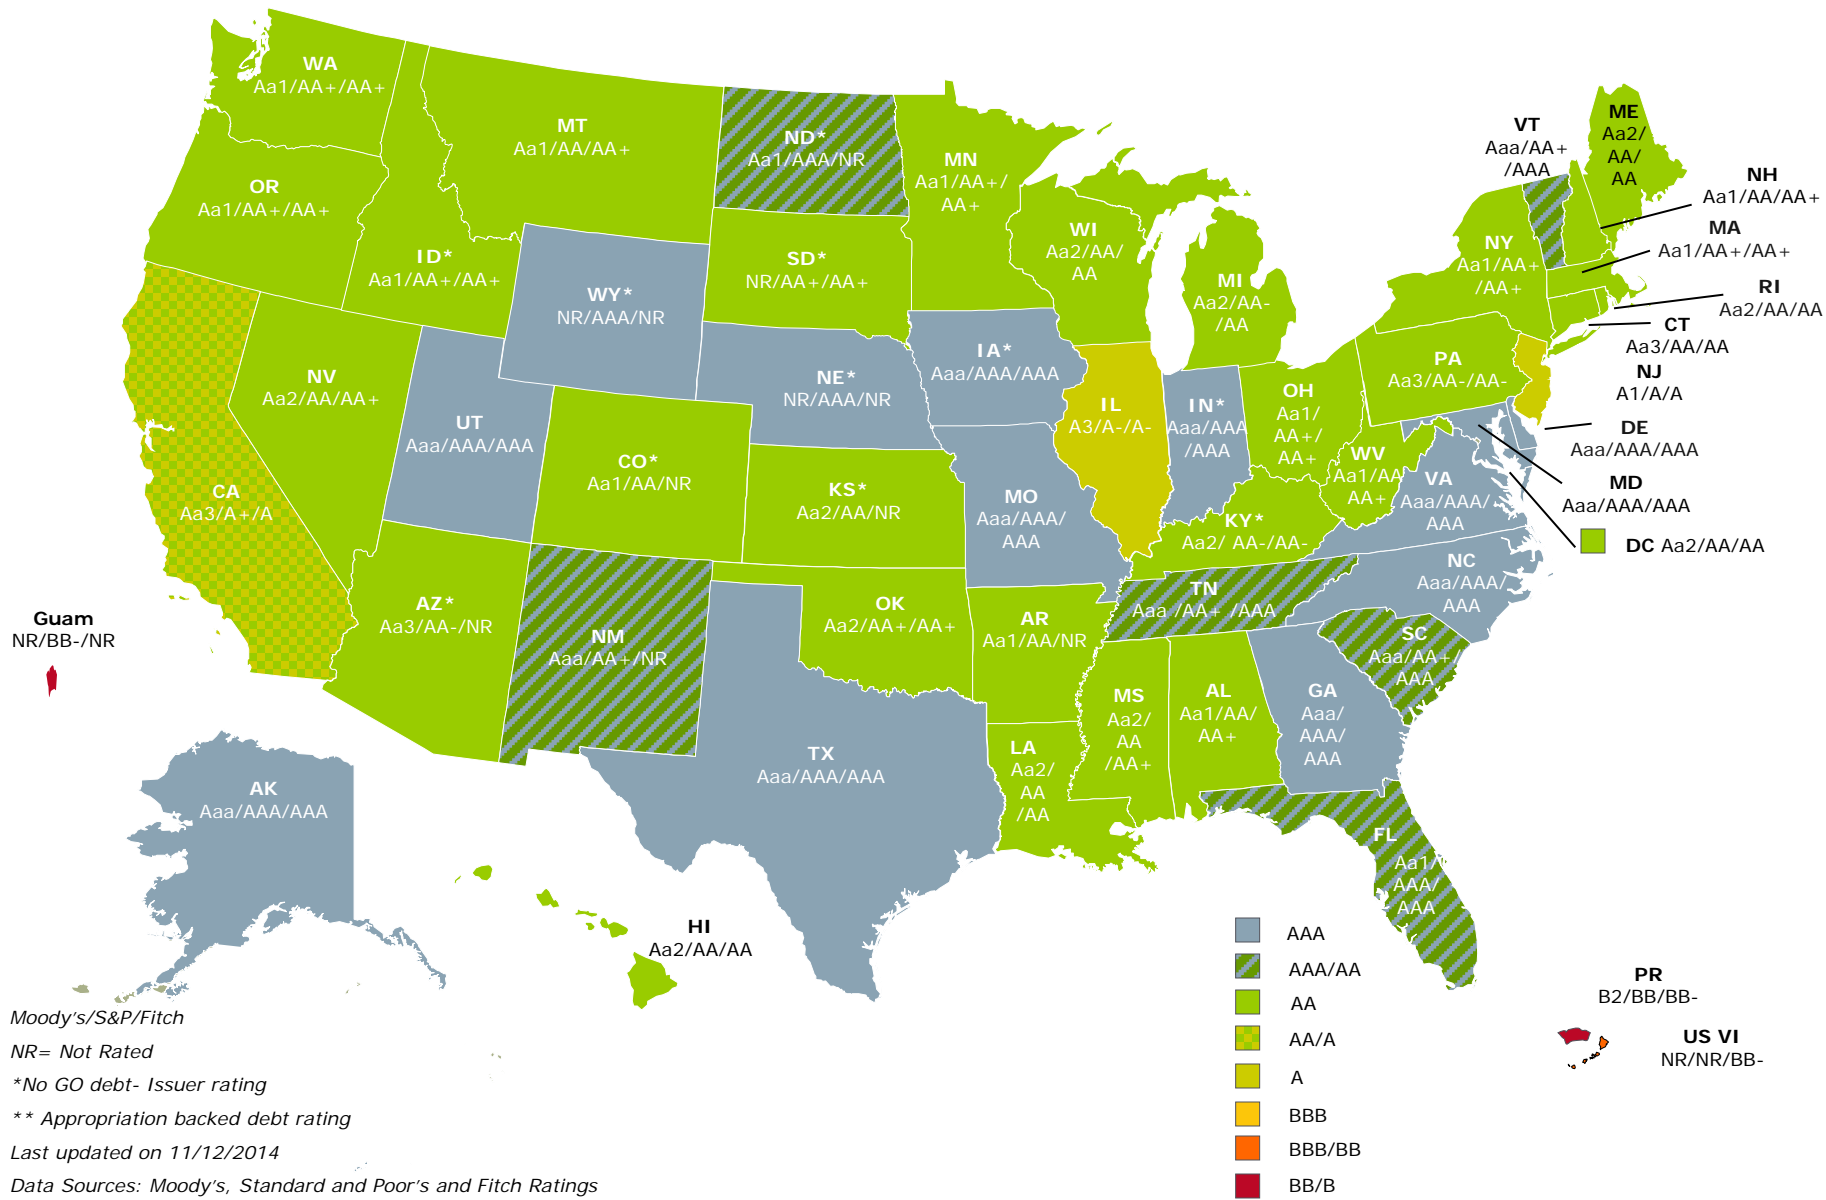 WA
Aa1/AA+/AA+
OR
Aa1/AA+/AA+
MT
Aa1/AA/AA+
ID*
Aa1/AA+/AA+
ND*
Aa1/AAA/NR
MN
Aa1/AA+/
AA+
SD*
NR/AA+/AA+
WI
Aa2/AA/
AA
MI
Aa2/AA-
/AA
WY*
NR/AAA/NR
NE*
NR/AAA/NR
IA*
Aaa/AAA/AAA
NV
Aa2/AA/AA+
UT
Aaa/AAA/AAA
CO*
Aa1/AA/NR
KS*
Aa2/AA/NR
MO
Aaa/AAA/
AAA
IL
A3/A-/A-
IN*
Aaa/AAA
/AAA
OH
Aa1/
AA+/
AA+
CA
Aa3/A+/A
AZ*
Aa3/AA-/NR
NM
Aaa/AA+/NR
OK
Aa2/AA+/AA+
AR
Aa1/AA/NR
TX
Aaa/AAA/AAA
LA
Aa2/
AA
/AA
MS
Aa2/
AA
/AA+
AL
Aa1/AA/
AA+
GA
Aaa/
AAA/
AAA
FL
Aa1/
AAA/
AAA
SC
Aaa/AA+/
AAA
NC
Aaa/AAA/
AAA
TN
Aaa /AA+ /AAA
KY*
Aa2/ AA-/AA-
WV
Aa1/AA/
AA+
VA
Aaa/AAA/
AAA
PA
Aa3/AA-/AA-
NY
Aa1/AA+
/AA+
VT
Aaa/AA+
/AAA
ME
Aa2/
AA/
AA
NH
Aa1/AA/AA+
MA
Aa1/AA+/AA+
RI
Aa2/AA/AA
CT
Aa3/AA/AA
NJ
A1/A/A
DE
Aaa/AAA/AAA
MD
Aaa/AAA/AAA
DC Aa2/AA/AA
Guam
NR/BB-/NR
AK
Aaa/AAA/AAA
HI
Aa2/AA/AA
PR
B2/BB/BB-
US VI
NR/NR/BB-
AAA
AAA/AA
AA
AA/A
A
BBB
BBB/BB
BB/B
Moody's/S&P/Fitch
NR= Not Rated
*No GO debt- Issuer rating
** Appropriation backed debt rating
Last updated on 11/12/2014
Data Sources: Moody's, Standard and Poor's and Fitch Ratings